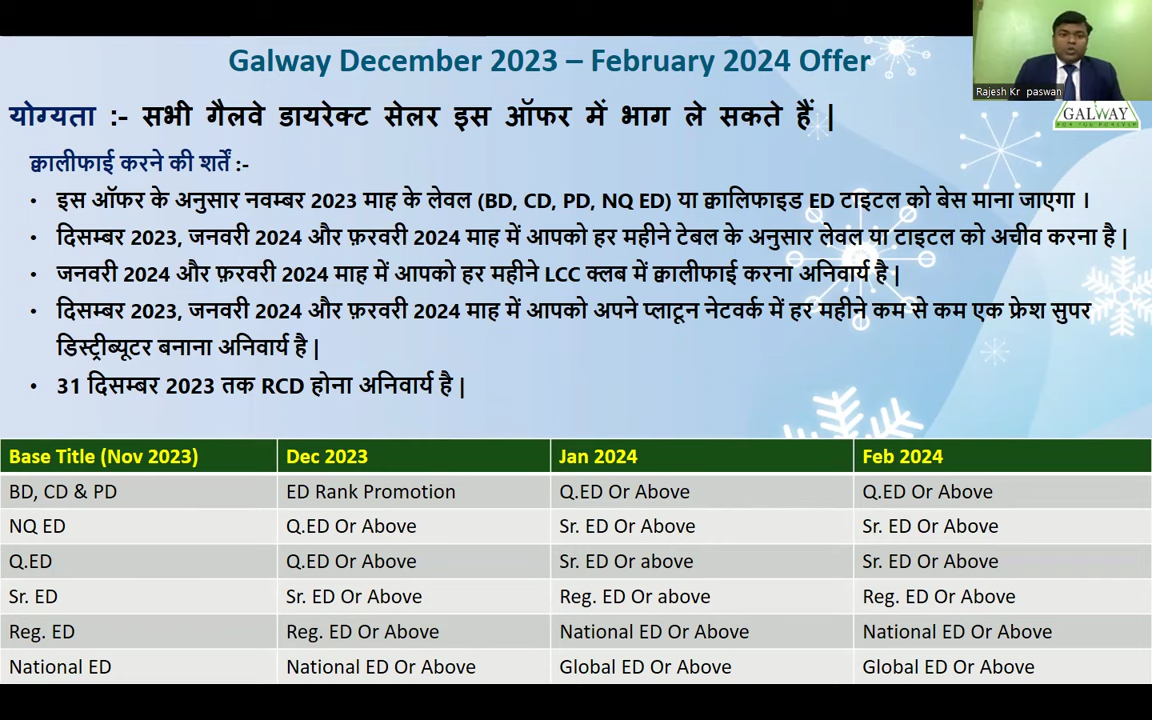 Galway December 2023 – February 2024 Offer
Rajesh Kr paswan
GALWAY
योग्यता :- सभी गैलवे डायरेक्ट सेलर इस ऑफर में भाग ले सकते हैं |
क्वालीफाई करने की शर्तें :-
• इस ऑफर के अनुसार नवम्बर 2023 माह के लेवल (BD, CD, PD, NQ ED) या क्वालिफाइड ED टाइटल को बेस माना जाएगा ।
• दिसम्बर 2023, जनवरी 2024 और फ़रवरी 2024 माह में आपको हर महीने टेबल के अनुसार लेवल या टाइटल को अचीव करना है |
• जनवरी 2024 और फ़रवरी 2024 माह में आपको हर महीने LCC क्लब में क्वालीफाई करना अनिवार्य है |
• दिसम्बर 2023, जनवरी 2024 और फ़रवरी 2024 माह में आपको अपने प्लाटून नेटवर्क में हर महीने कम से कम एक फ्रेश सुपर
डिस्ट्रीब्यूटर बनाना अनिवार्य है |
• 31 दिसम्बर 2023 तक RCD होना अनिवार्य है |
Base Title (Nov 2023) Dec 2023 Jan 2024 Feb 2024
BD, CD & PD ED Rank Promotion Q.ED Or Above Q.ED Or Above
NQ ED Q.ED Or Above Sr. ED Or Above Sr. ED Or Above
Q.ED Q.ED Or Above Sr. ED Or above Sr. ED Or Above
Sr. ED Sr. ED Or Above Reg. ED Or above Reg. ED Or Above
Reg. ED Reg. ED Or Above National ED Or Above National ED Or Above
National ED National ED Or Above Global ED Or Above Global ED Or Above